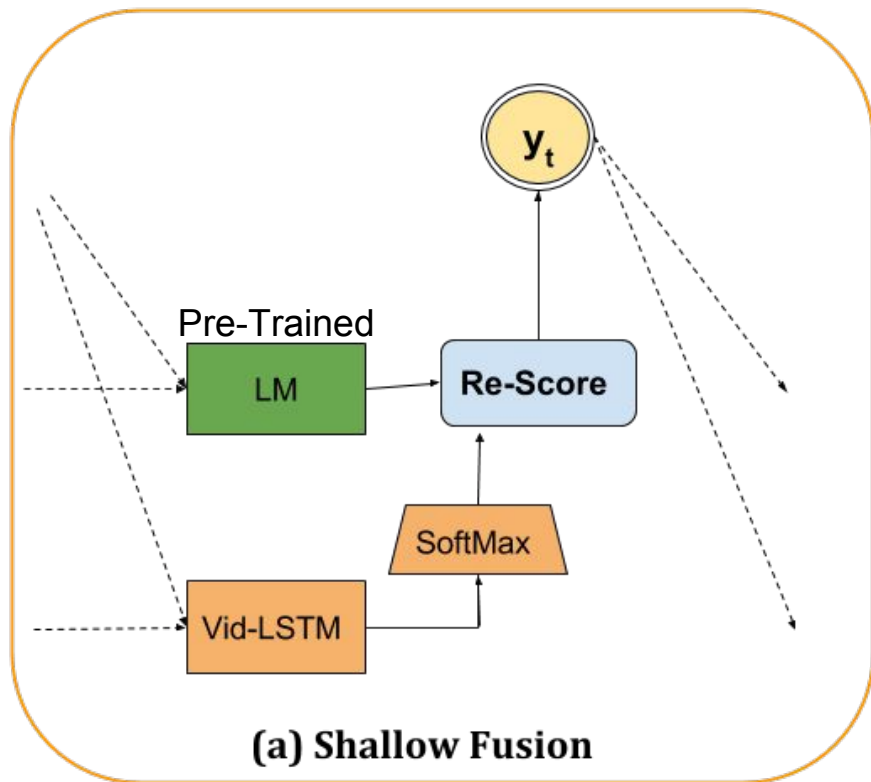 y_t
Pre-Trained
LM
Re-Score
SoftMax
Vid-LSTM
(a) Shallow Fusion